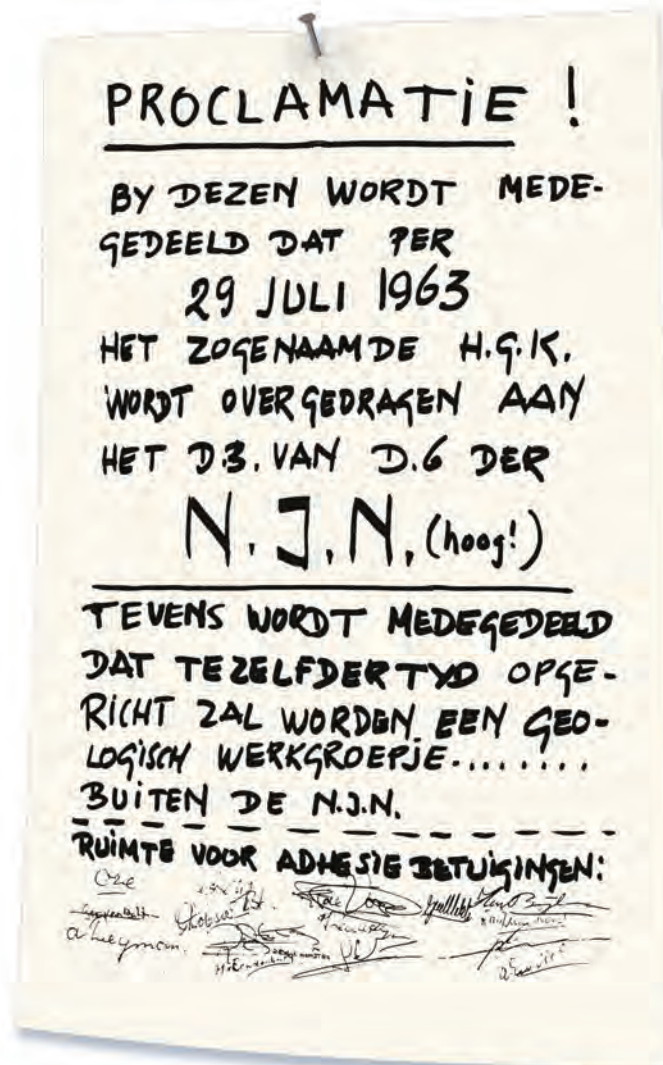 PROCLAMATIE !
BY DEZEN WORDT MEDE-
GEDEELD DAT PER
29 JULI 1963
HET ZOGENAAMDE H.G.K.
WORDT OVERGEDRAGEN AAN
HET D.B. VAN D.6 DER
N.J.N. (hoog!)
TEVENS WORDT MEDEGEDEELD
DAT TEZELFDERTYD OPGE-
RICHT ZAL WORDEN EEN GEO-
LOGISCH WERKGROEPJE.........
BUITEN DE N.J.N.
RUIMTE VOOR ADHESIE BETUIGINGEN:
a Leyman.